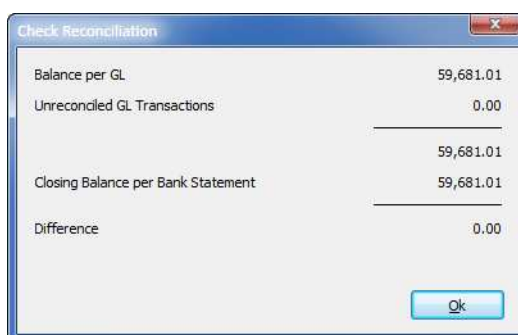 Check Reconciliation
Balance per GL 59,681.01
Unreconciled GL Transactions 0.00
59,681.01
Closing Balance per Bank Statement 59,681.01
Difference 0.00
Ok